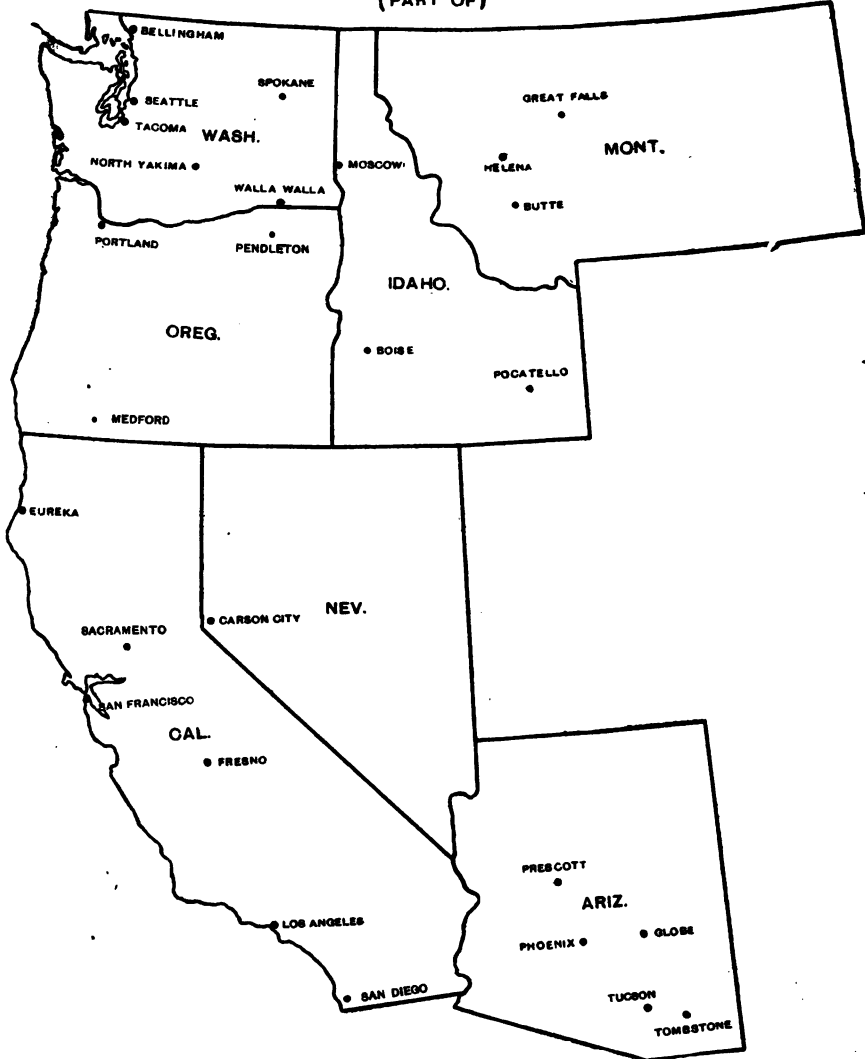 (PART OF)
BELLINGHAM
SPOKANE
GREAT FALLS
SEATTLE
TACOMA
WASH.
MONT.
NORTH YAKIMA
MOSCOW
HELENA
WALLA WALLA
BUTTE
PORTLAND
PENDLETON
IDAHO.
OREG.
BOISE
POCATELLO
MEDFORD
EUREKA
NEV.
CARSON CITY
SACRAMENTO
SAN FRANCISCO
CAL.
FRESNO
PRESCOTT
ARIZ.
LOS ANGELES
GLOBE
PHOENIX
SAN DIEGO
TUCSON
TOMBSTONE